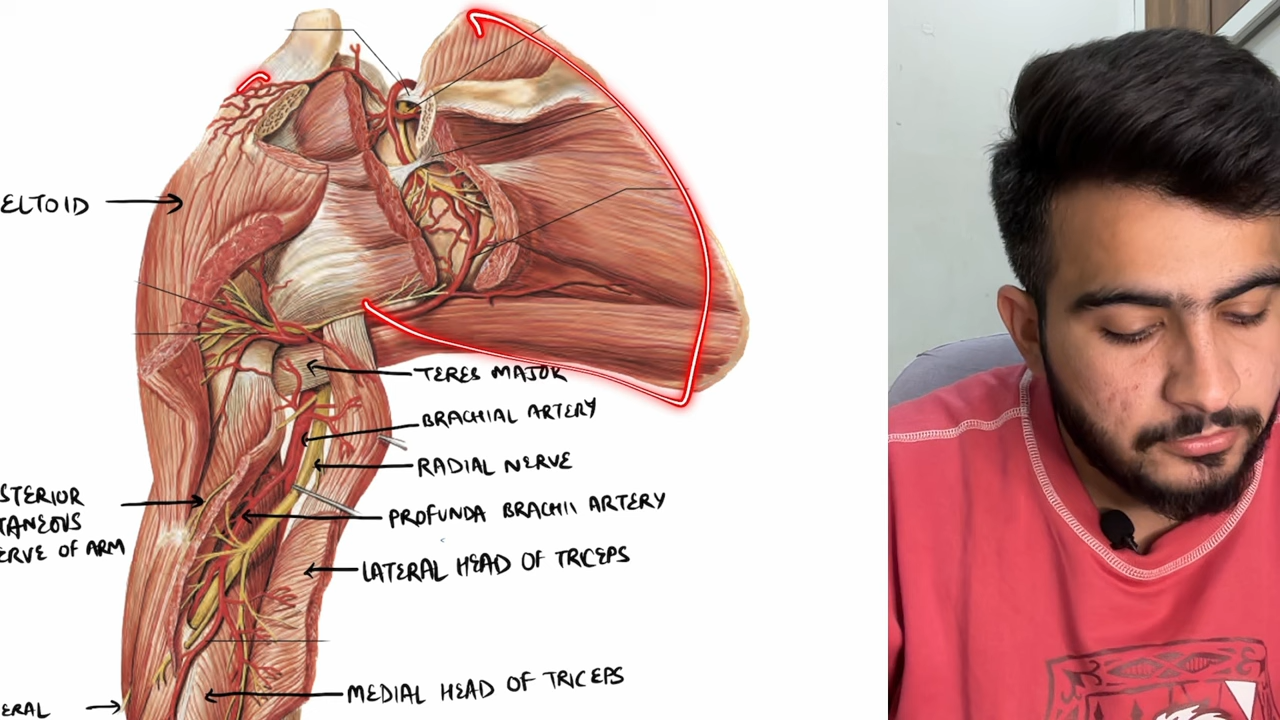 ELTOID
TERES MAJOR
BRACHIAL ARTERY
RADIAL NERVE
STERIOR
TANEOUS
ERVE OF ARM
PROFUNDA BRACHII ARTERY
LATERAL HEAD OF TRICEPS
MEDIAL HEAD OF TRICEPS
ERAL